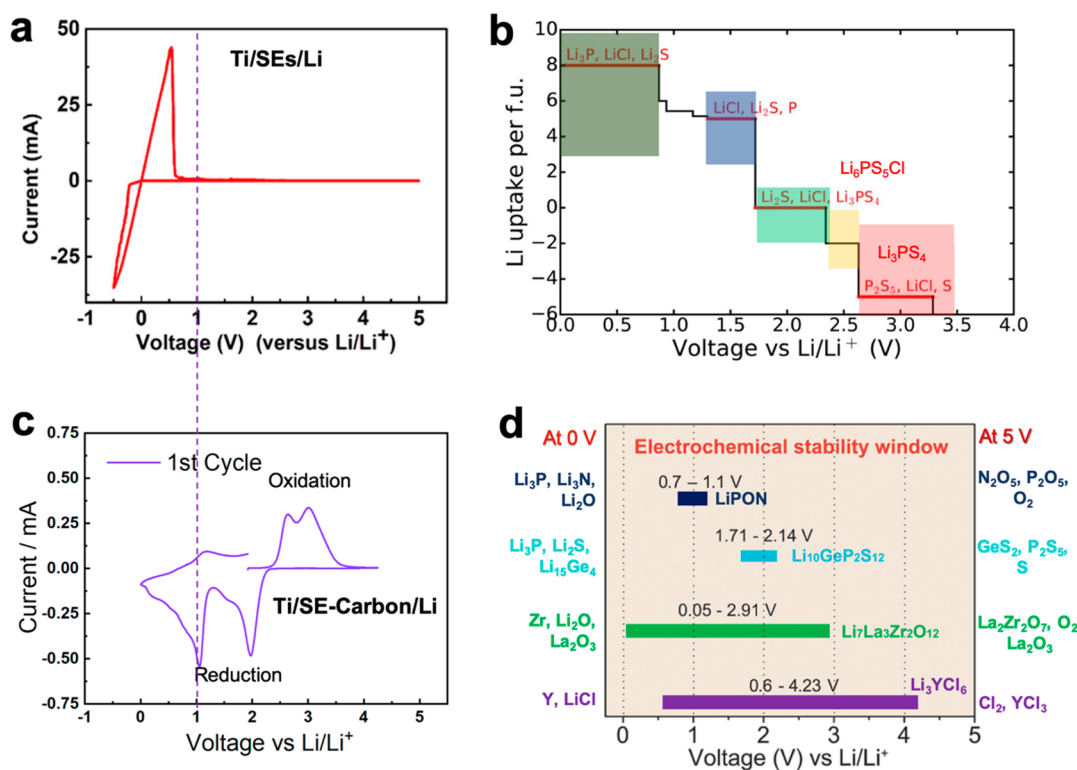 a
50
25
0
-25
Current (mA)
Ti/SEs/Li
-1 0 1 2 3 4 5
Voltage (V) (versus Li/Li⁺)
b
10
8
6
4
2
0
−2
−4
−6
Li uptake per f.u.
Li₃P, LiCl, Li₂S
LiCl, Li₂S, P
Li₆PS₅Cl
Li₂S, LiCl, Li₃PS₄
Li₃PS₄
P₂S₅, LiCl, S
0.0 0.5 1.0 1.5 2.0 2.5 3.0 3.5 4.0
Voltage vs Li/Li⁺ (V)
c
0.75
0.50
0.25
0.00
-0.25
-0.50
-0.75
Current / mA
1st Cycle
Oxidation
Ti/SE-Carbon/Li
Reduction
0 1 2 3 4 5
Voltage vs Li/Li⁺
d
At 0 V
Electrochemical stability window
At 5 V
Li₃P, Li₃N,
Li₂O
0.7 – 1.1 V
LiPON
N₂O₅, P₂O₅,
O₂
Li₃P, Li₂S,
Li₁₅Ge₄
1.71 - 2.14 V
Li₁₀GeP₂S₁₂
GeS₂, P₂S₅,
S
Zr, Li₂O,
La₂O₃
0.05 - 2.91 V
Li₇La₃Zr₂O₁₂
La₂Zr₂O₇, O₂
La₂O₃
Y, LiCl
0.6 - 4.23 V
Li₃YCl₆
Cl₂, YCl₃
0 1 2 3 4 5
Voltage (V) vs Li/Li⁺